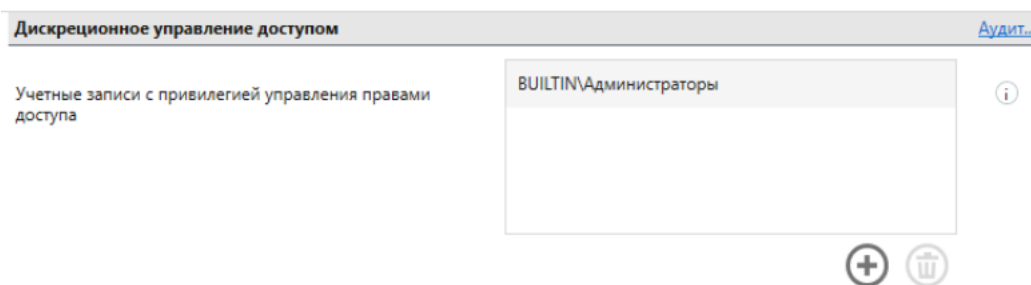 Дискреционное управление доступом
Аудит...
Учетные записи с привилегией управления правами
доступа
BUILTIN\Администраторы